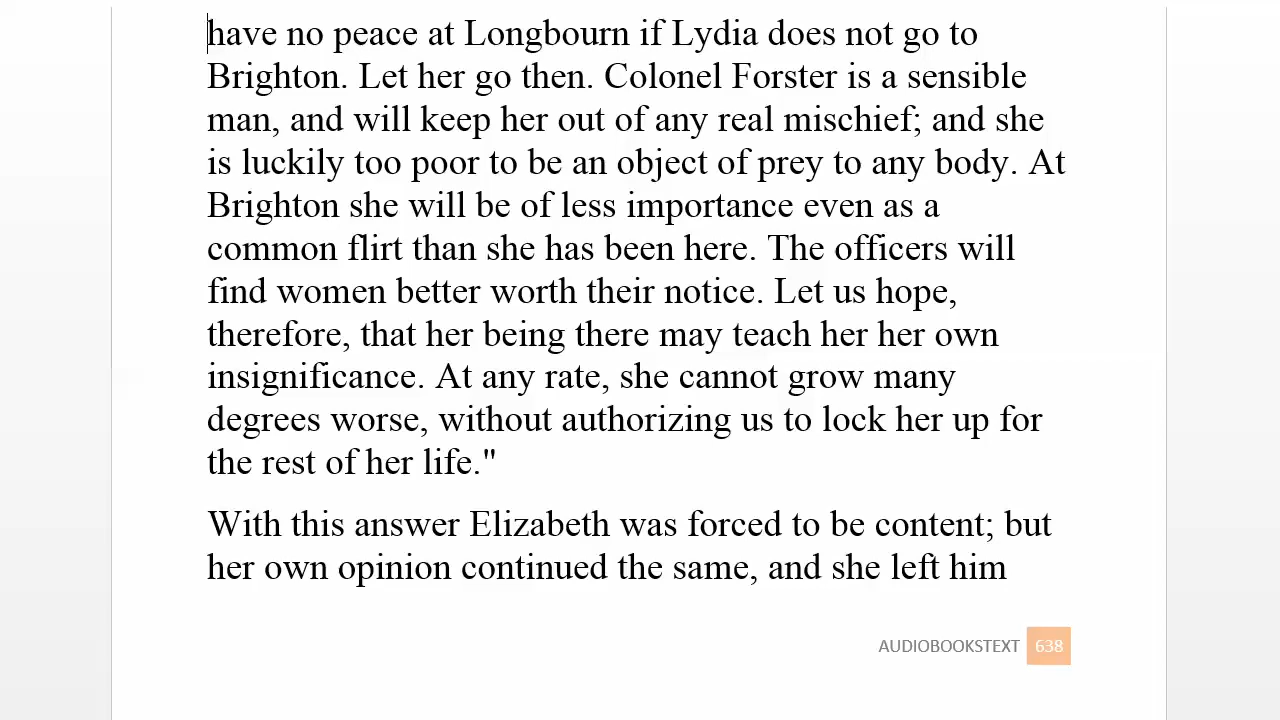 have no peace at Longbourn if Lydia does not go to
Brighton. Let her go then. Colonel Forster is a sensible
man, and will keep her out of any real mischief; and she
is luckily too poor to be an object of prey to any body. At
Brighton she will be of less importance even as a
common flirt than she has been here. The officers will
find women better worth their notice. Let us hope,
therefore, that her being there may teach her her own
insignificance. At any rate, she cannot grow many
degrees worse, without authorizing us to lock her up for
the rest of her life."
With this answer Elizabeth was forced to be content; but
her own opinion continued the same, and she left him
AUDIOBOOKSTEXT 638